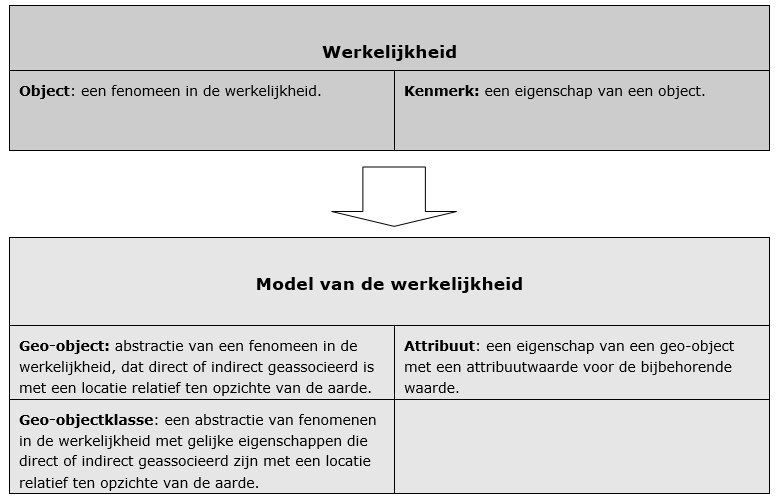 Werkelijkheid
Object: een fenomeen in de werkelijkheid.
Kenmerk: een eigenschap van een object.
Model van de werkelijkheid
Geo-object: abstractie van een fenomeen in de
werkelijkheid, dat direct of indirect geassocieerd is
met een locatie relatief ten opzichte van de aarde.
Attribuut: een eigenschap van een geo-object
met een attribuutwaarde voor de bijbehorende
waarde.
Geo-objectklasse: een abstractie van fenomenen
in de werkelijkheid met gelijke eigenschappen die
direct of indirect geassocieerd zijn met een locatie
relatief ten opzichte van de aarde.